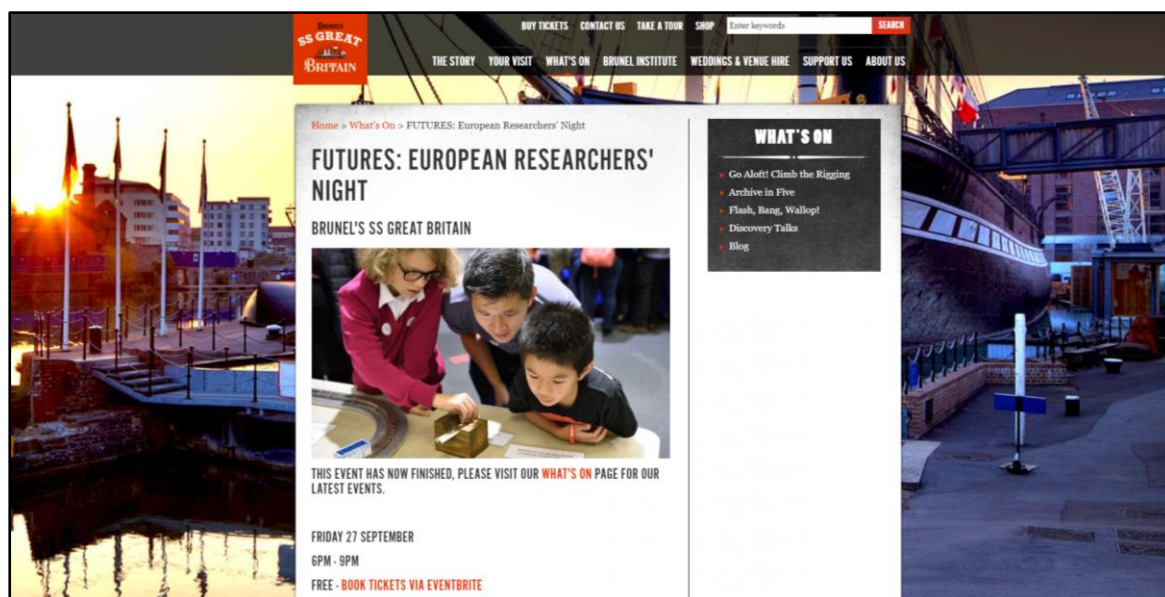 BRUNEL'S
SS GREAT
BRITAIN
BUY TICKETS CONTACT US TAKE A TOUR SHOP Enter keywords SEARCH
THE STORY YOUR VISIT WHAT'S ON BRUNEL INSTITUTE WEDDINGS & VENUE HIRE SUPPORT US ABOUT US
Home > What's On > FUTURES: European Researchers' Night
FUTURES: EUROPEAN RESEARCHERS'
NIGHT
BRUNEL'S SS GREAT BRITAIN
THIS EVENT HAS NOW FINISHED, PLEASE VISIT OUR WHAT'S ON PAGE FOR OUR
LATEST EVENTS.
FRIDAY 27 SEPTEMBER
6PM - 9PM
FREE - BOOK TICKETS VIA EVENTBRITE
WHAT'S ON
Go Aloft! Climb the Rigging
Archive in Five
Flash, Bang, Wallop!
Discovery Talks
Blog